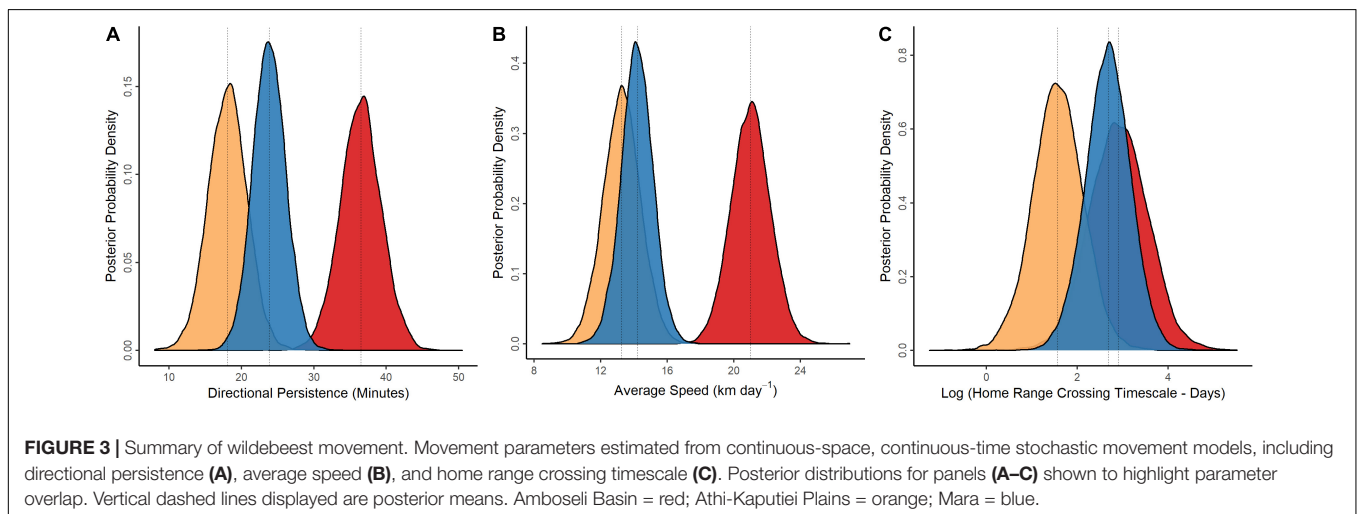 A
Posterior Probability Density
0.00 0.05 0.10 0.15
10 20 30 40 50
Directional Persistence (Minutes)
B
Posterior Probability Density
0.0 0.1 0.2 0.3 0.4
8 12 16 20 24
Average Speed (km day⁻¹)
C
Posterior Probability Density
0.0 0.2 0.4 0.6 0.8
0 2 4
Log (Home Range Crossing Timescale - Days)
FIGURE 3 | Summary of wildebeest movement. Movement parameters estimated from continuous-space, continuous-time stochastic movement models, including
directional persistence (A), average speed (B), and home range crossing timescale (C). Posterior distributions for panels (A–C) shown to highlight parameter
overlap. Vertical dashed lines displayed are posterior means. Amboseli Basin = red; Athi-Kaputiei Plains = orange; Mara = blue.